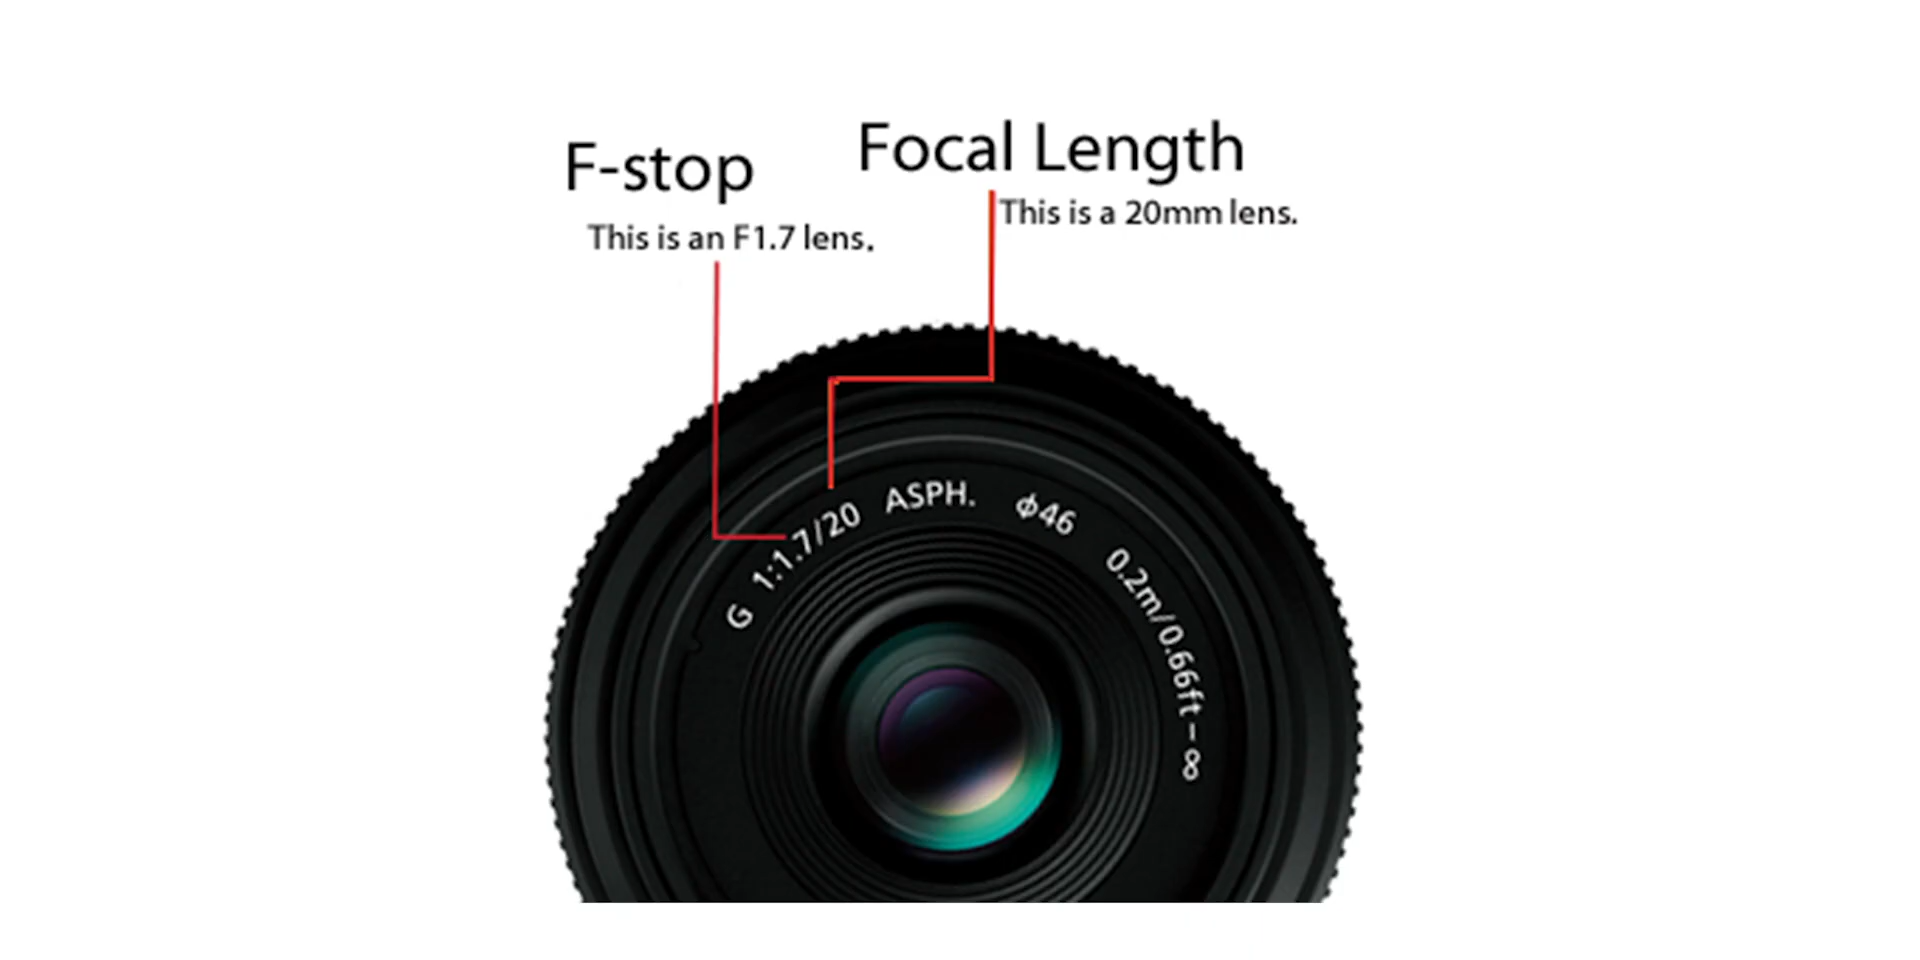 F-stop
This is an F1.7 lens.
Focal Length
This is a 20mm lens.
G 1:1.7/20 ASPH. ϕ46 0.2m/0.66ft – ∞